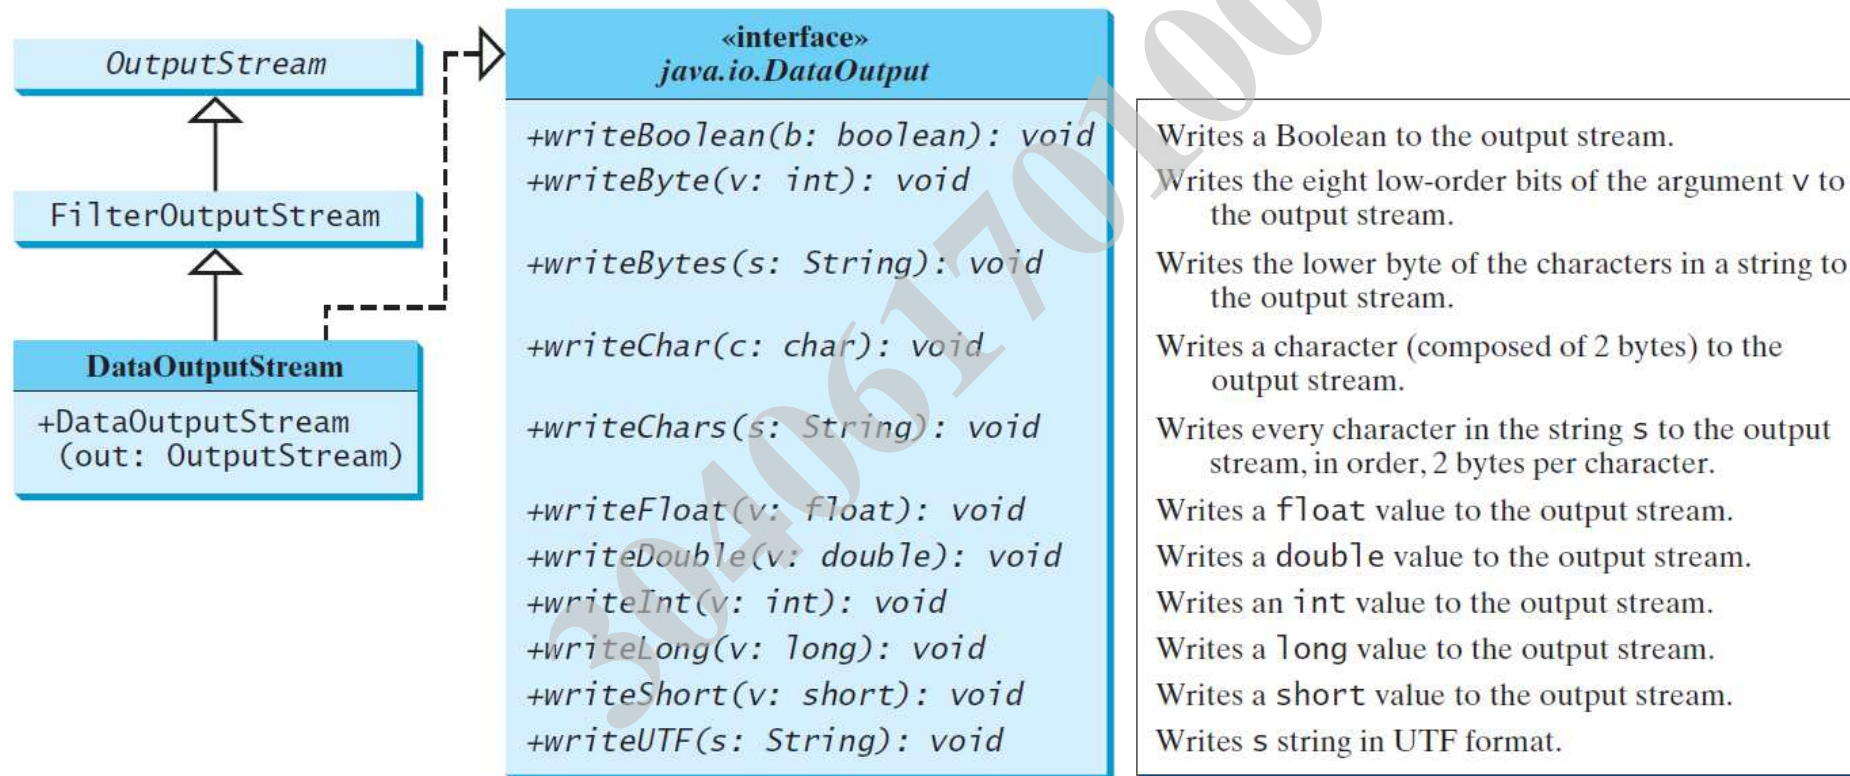 OutputStream
FilterOutputStream
DataOutputStream
+DataOutputStream
(out: OutputStream)
«interface»
java.io.DataOutput
+writeBoolean(b: boolean): void
+writeByte(v: int): void
+writeBytes(s: String): void
+writeChar(c: char): void
+writeChars(s: String): void
+writeFloat(v: float): void
+writeDouble(v: double): void
+writeInt(v: int): void
+writeLong(v: long): void
+writeShort(v: short): void
+writeUTF(s: String): void
Writes a Boolean to the output stream.
Writes the eight low-order bits of the argument v to
the output stream.
Writes the lower byte of the characters in a string to
the output stream.
Writes a character (composed of 2 bytes) to the
output stream.
Writes every character in the string s to the output
stream, in order, 2 bytes per character.
Writes a float value to the output stream.
Writes a double value to the output stream.
Writes an int value to the output stream.
Writes a long value to the output stream.
Writes a short value to the output stream.
Writes s string in UTF format.